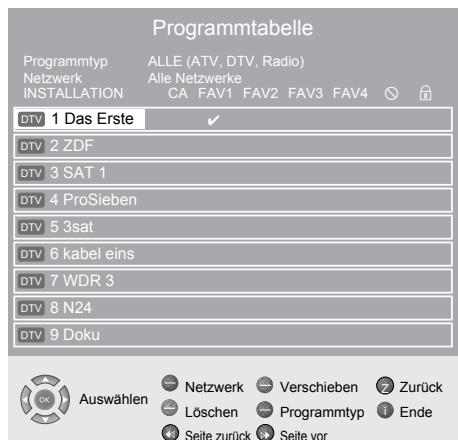 Programmtabelle
Programmtyp ALLE (ATV, DTV, Radio)
Netzwerk Alle Netzwerke
INSTALLATION CA FAV1 FAV2 FAV3 FAV4
DTV 1 Das Erste
DTV 2 ZDF
DTV 3 SAT 1
DTV 4 ProSieben
DTV 5 3sat
DTV 6 kabel eins
DTV 7 WDR 3
DTV 8 N24
DTV 9 Doku
OK Auswählen Netzwerk Verschieben Z Zurück
Löschen Programmtyp i Ende
Seite zurück Seite vor